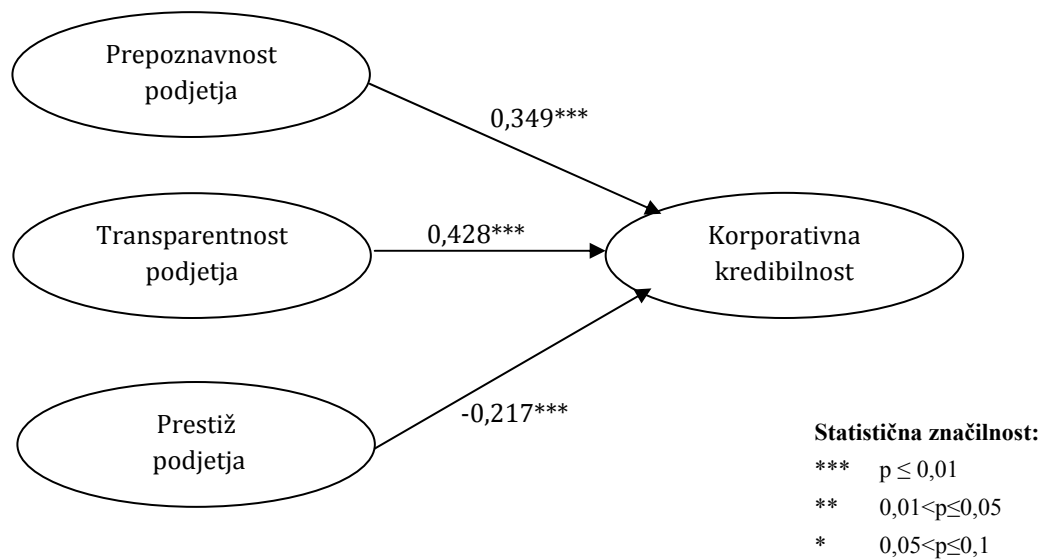 Prepoznavnost
podjetja
0,349***
Transparentnost
podjetja
0,428***
Korporativna
kredibilnost
Prestiž
podjetja
-0,217***
Statistična značilnost:
*** p ≤ 0,01
** 0,01<p≤0,05
* 0,05<p≤0,1